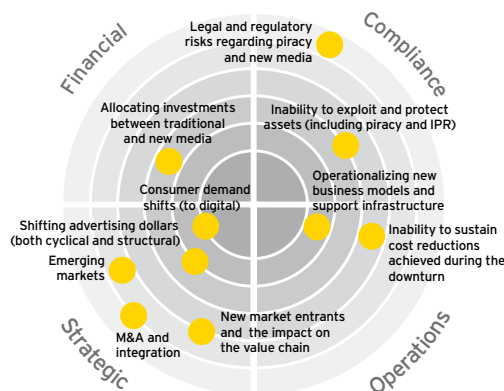 Financial
Compliance
Legal and regulatory
risks regarding piracy
and new media
Allocating investments
between traditional
and new media
Inability to exploit and protect
assets (including piracy and IPR)
Consumer demand
shifts (to digital)
Operationalizing new
business models and
support infrastructure
Shifting advertising dollars
(both cyclical and structural)
Emerging
markets
Inability to sustain
cost reductions
achieved during the
downturn
M&A and
integration
New market entrants
and the impact on
the value chain
Strategic
Operations